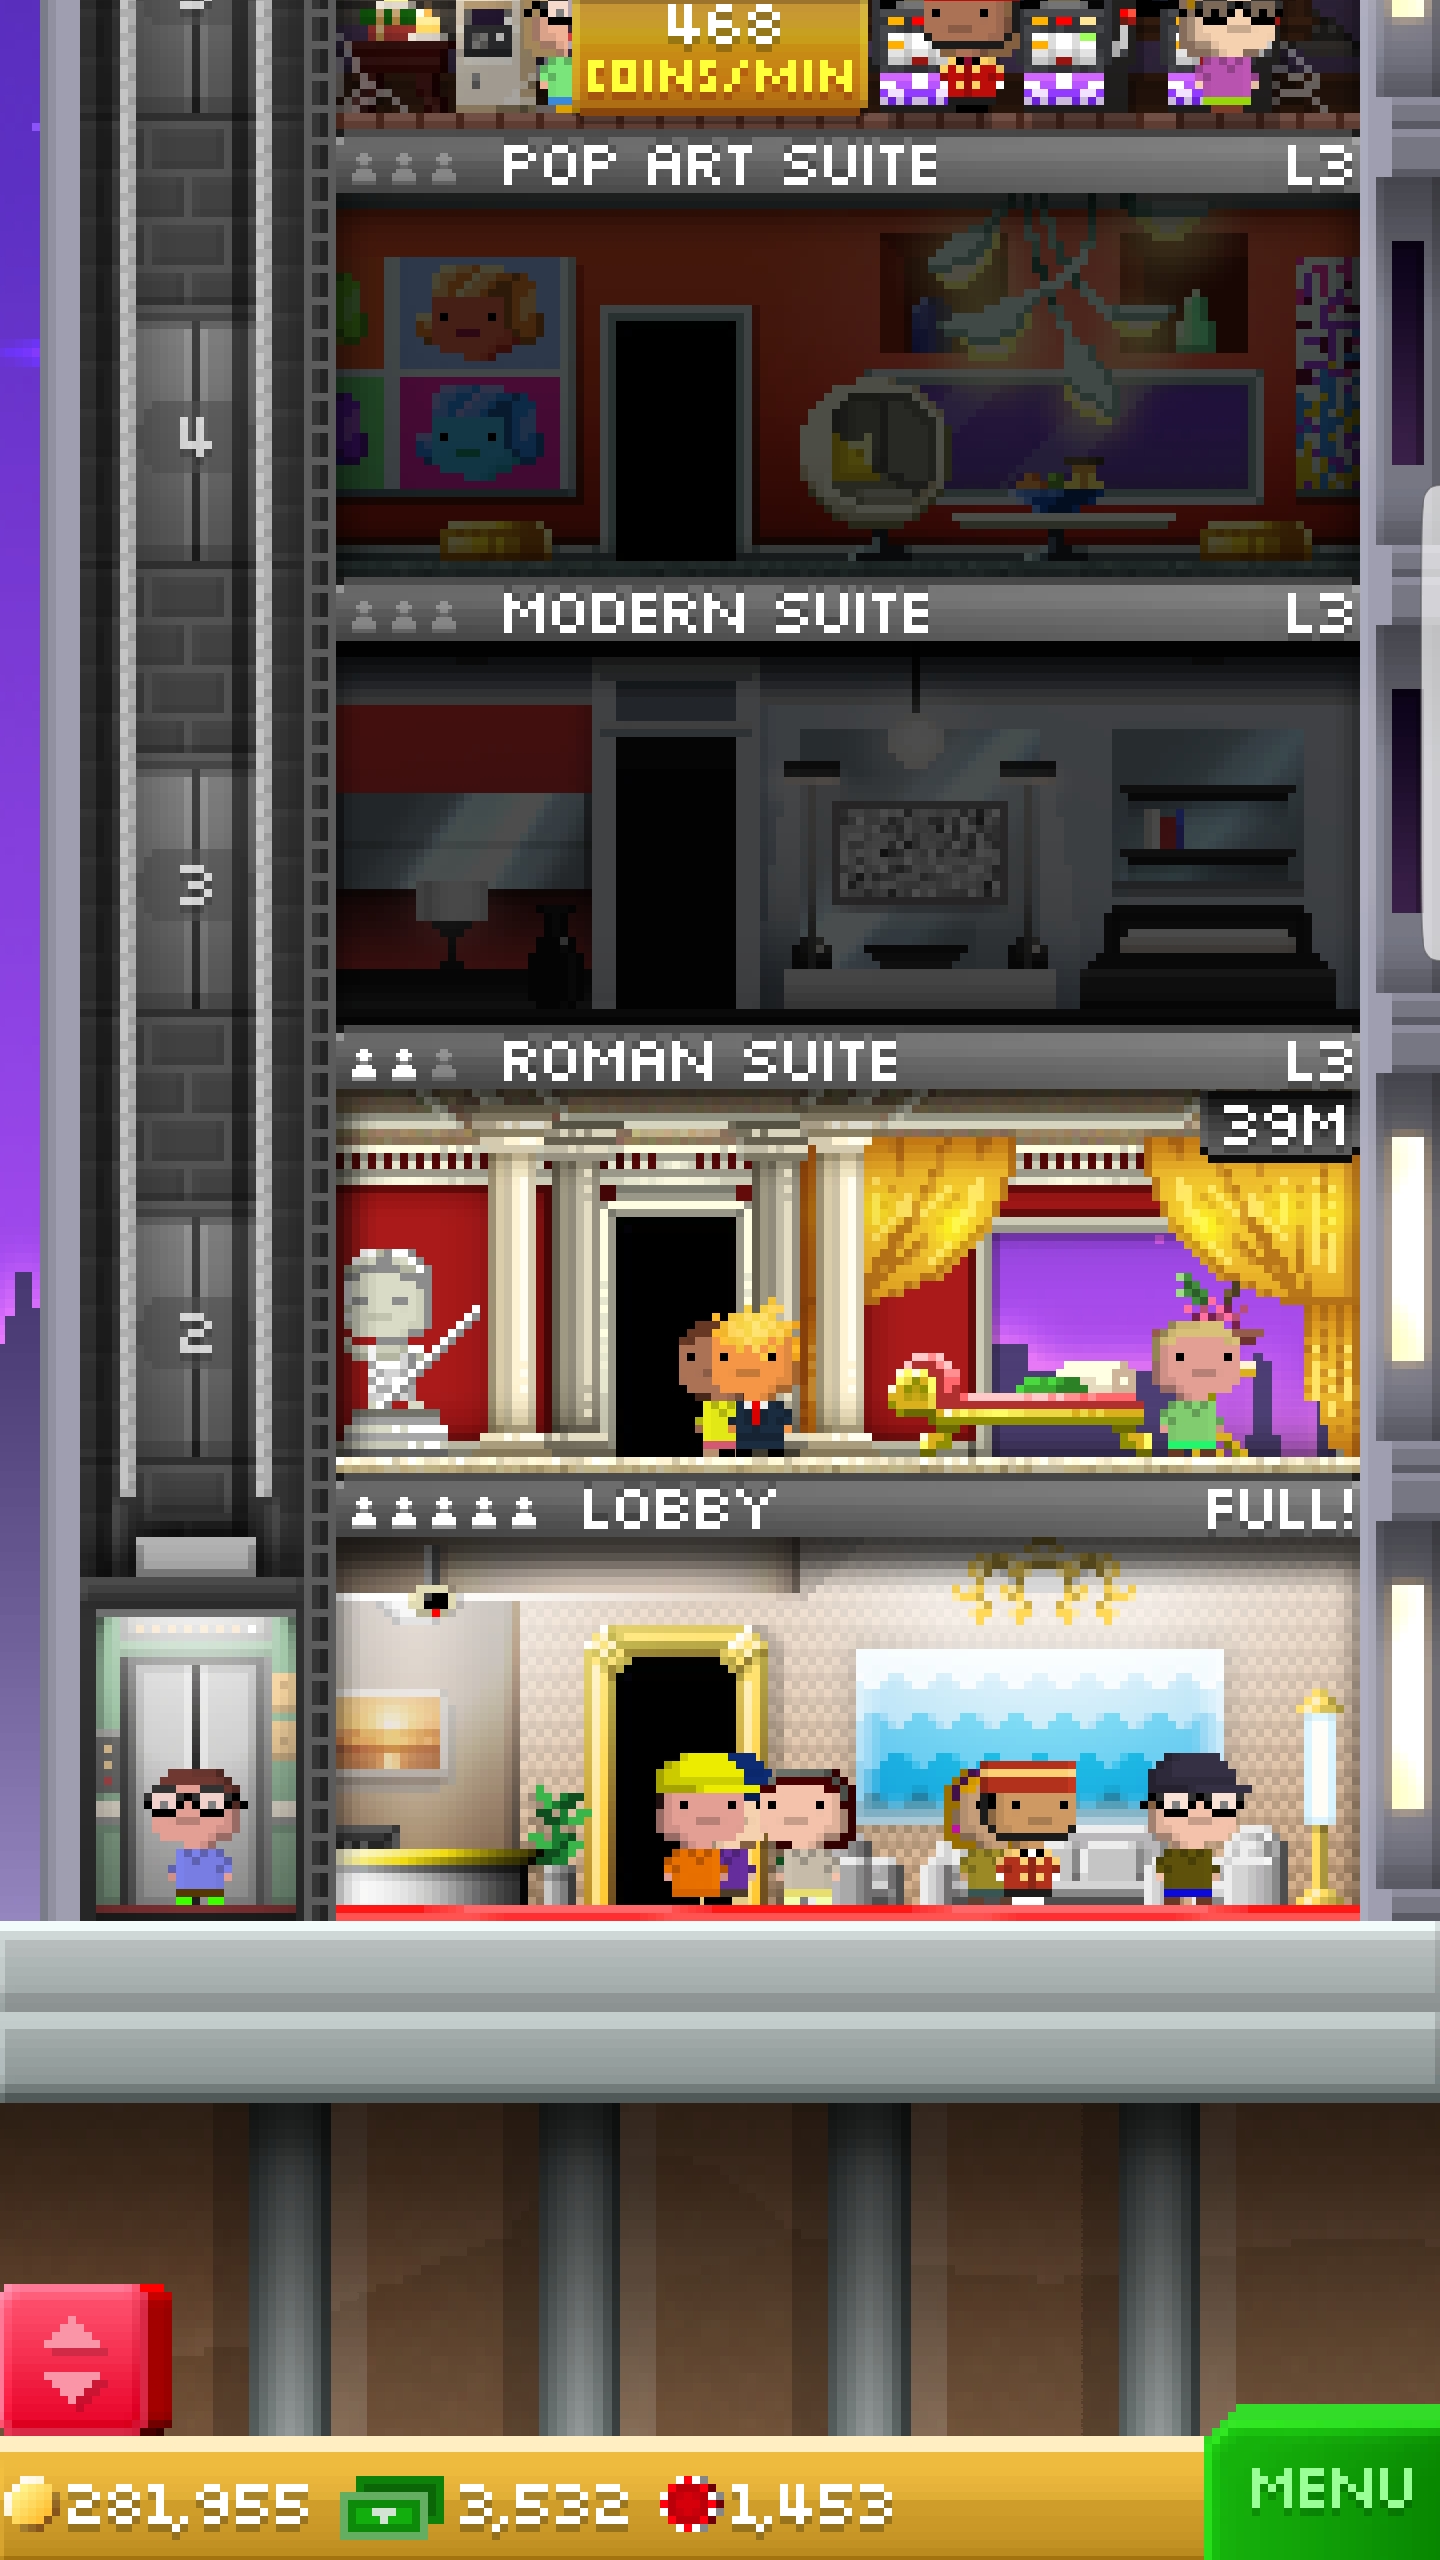 468
COINS/MIN
POP ART SUITE L3
4
MODERN SUITE L3
3
ROMAN SUITE L3
39M
2
LOBBY FULL!
281,955 3,532 1,453
MENU